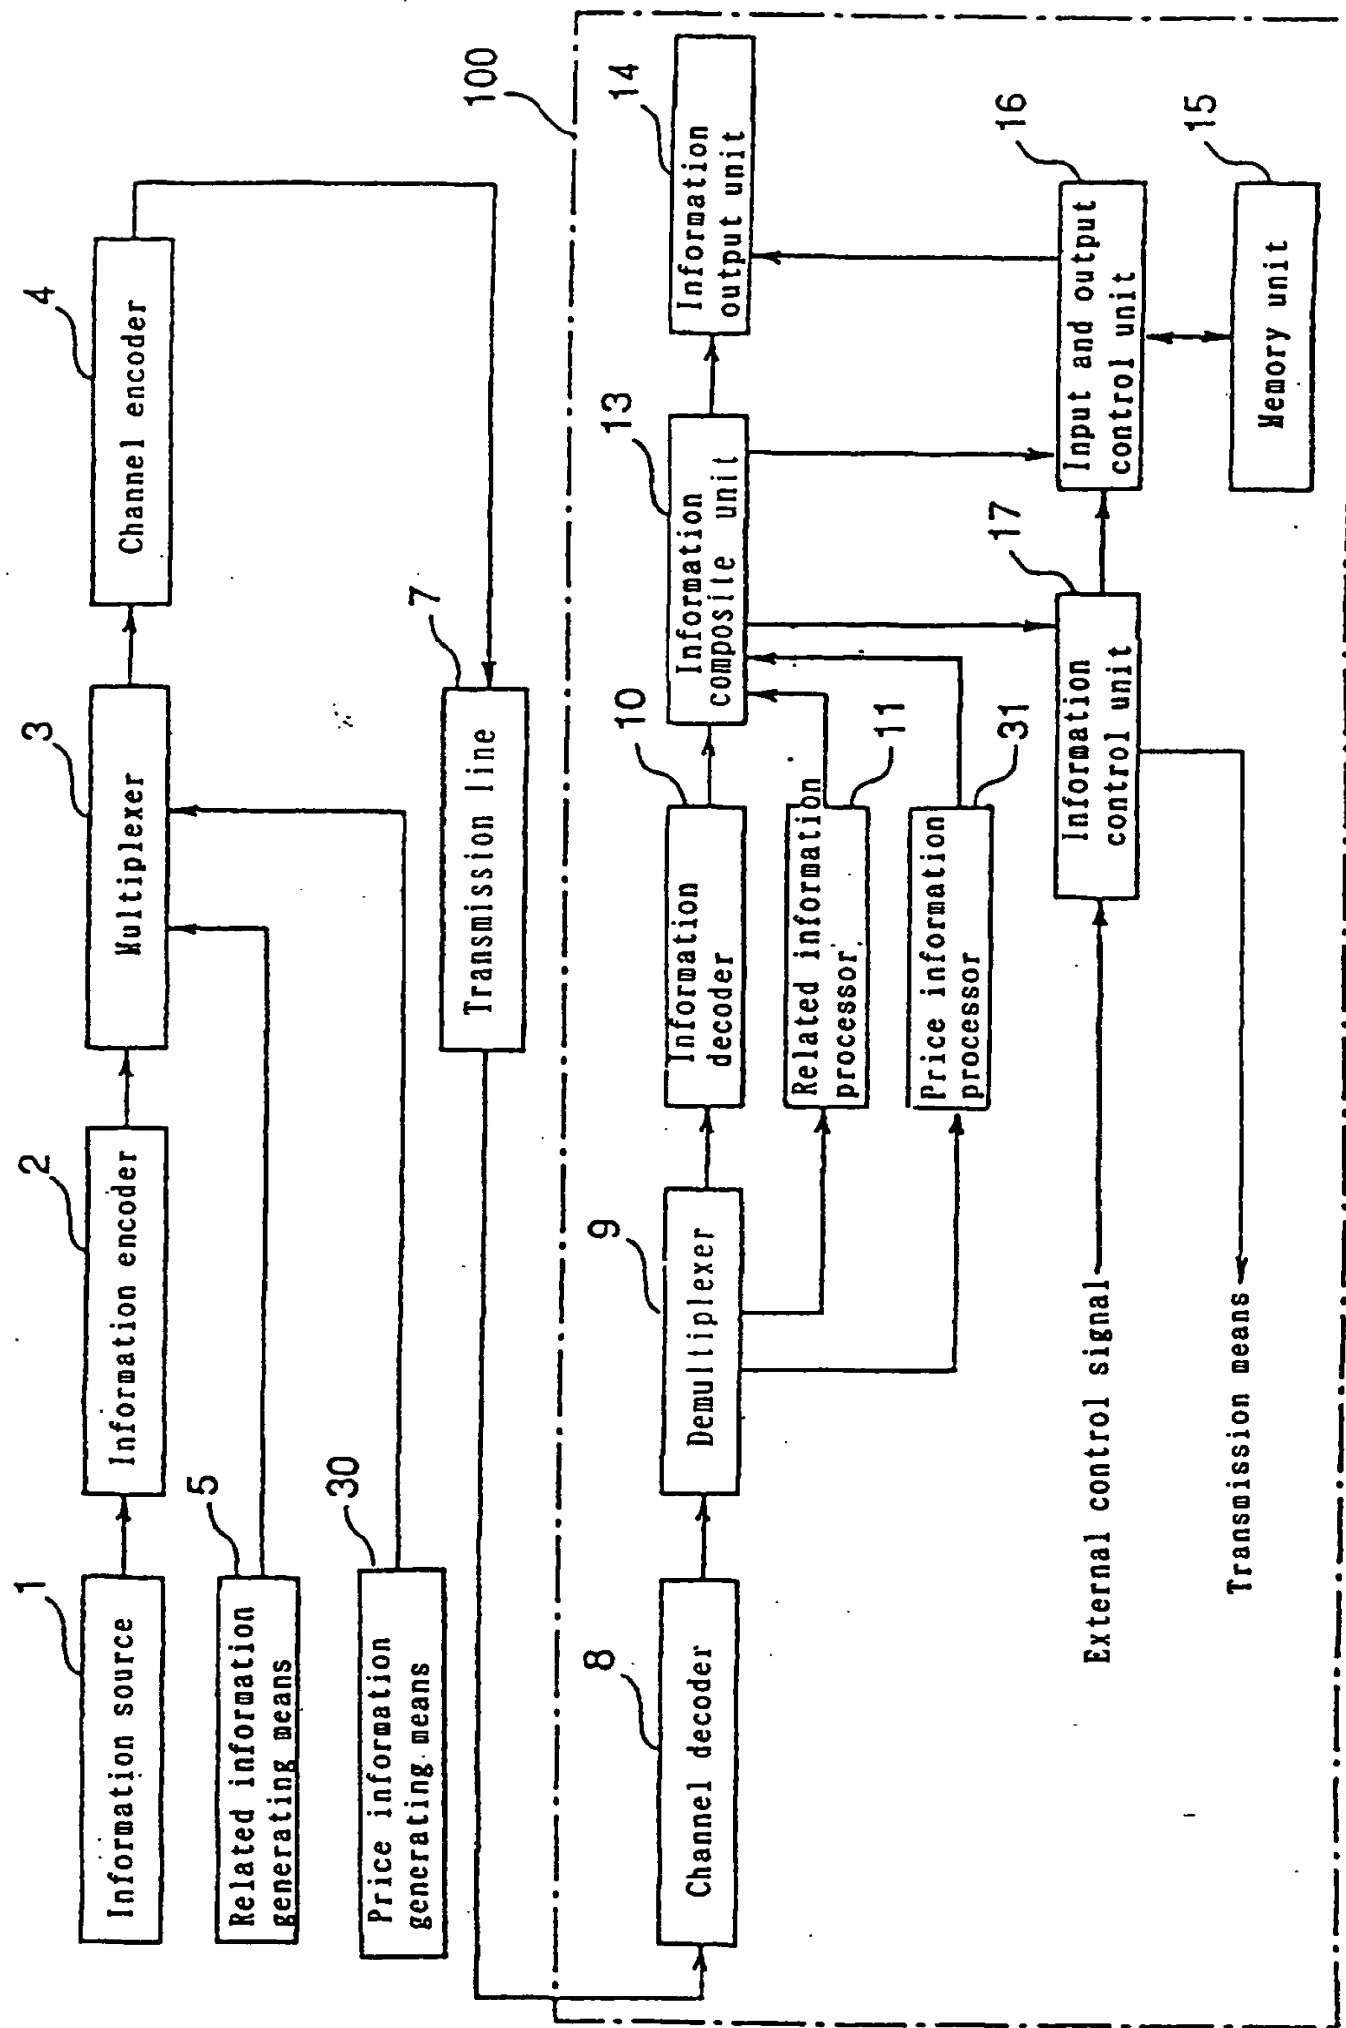 1
Information source
2
Information encoder
3
Multiplexer
4
Channel encoder
5
Related information
generating means
30
Price information
generating means
7
Transmission line
100
8
Channel decoder
9
Demultiplexer
10
Information
decoder
13
Information
composite unit
14
Information
output unit
Related information
processor
11
Price information
processor
31
External control signal
17
Information
control unit
16
Input and output
control unit
15
Memory unit
Transmission means